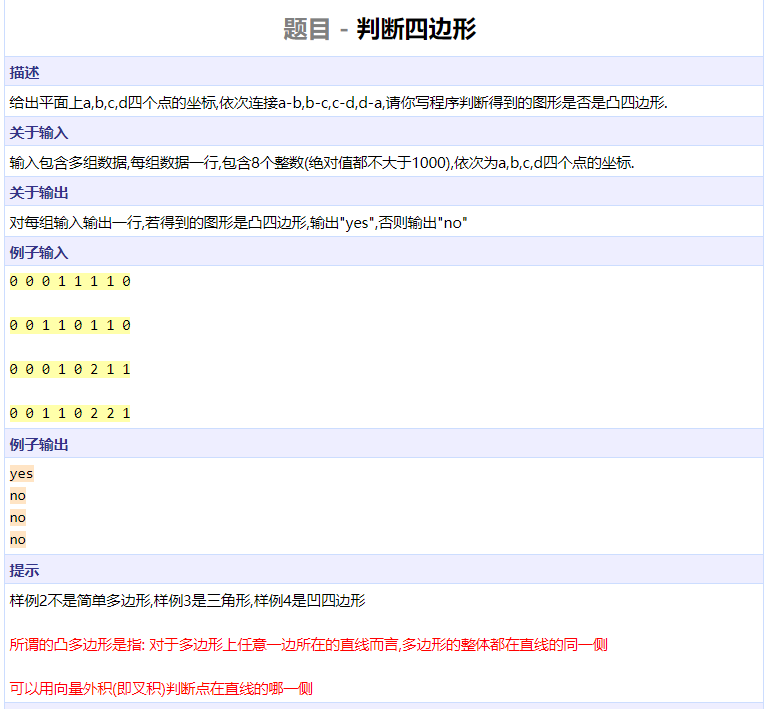 题目 - 判断四边形
描述
给出平面上a,b,c,d四个点的坐标,依次连接a-b,b-c,c-d,d-a,请你写程序判断得到的图形是否是凸四边形.
关于输入
输入包含多组数据,每组数据一行,包含8个整数(绝对值都不大于1000),依次为a,b,c,d四个点的坐标.
关于输出
对每组输入输出一行,若得到的图形是凸四边形,输出"yes",否则输出"no"
例子输入
0 0 0 1 1 1 1 0
0 0 1 1 0 1 1 0
0 0 0 1 0 2 1 1
0 0 1 1 0 2 2 1
例子输出
yes
no
no
no
提示
样例2不是简单多边形,样例3是三角形,样例4是凹四边形
所谓的凸多边形是指: 对于多边形上任意一边所在的直线而言,多边形的整体都在直线的同一侧
可以用向量外积(即叉积)判断点在直线的哪一侧